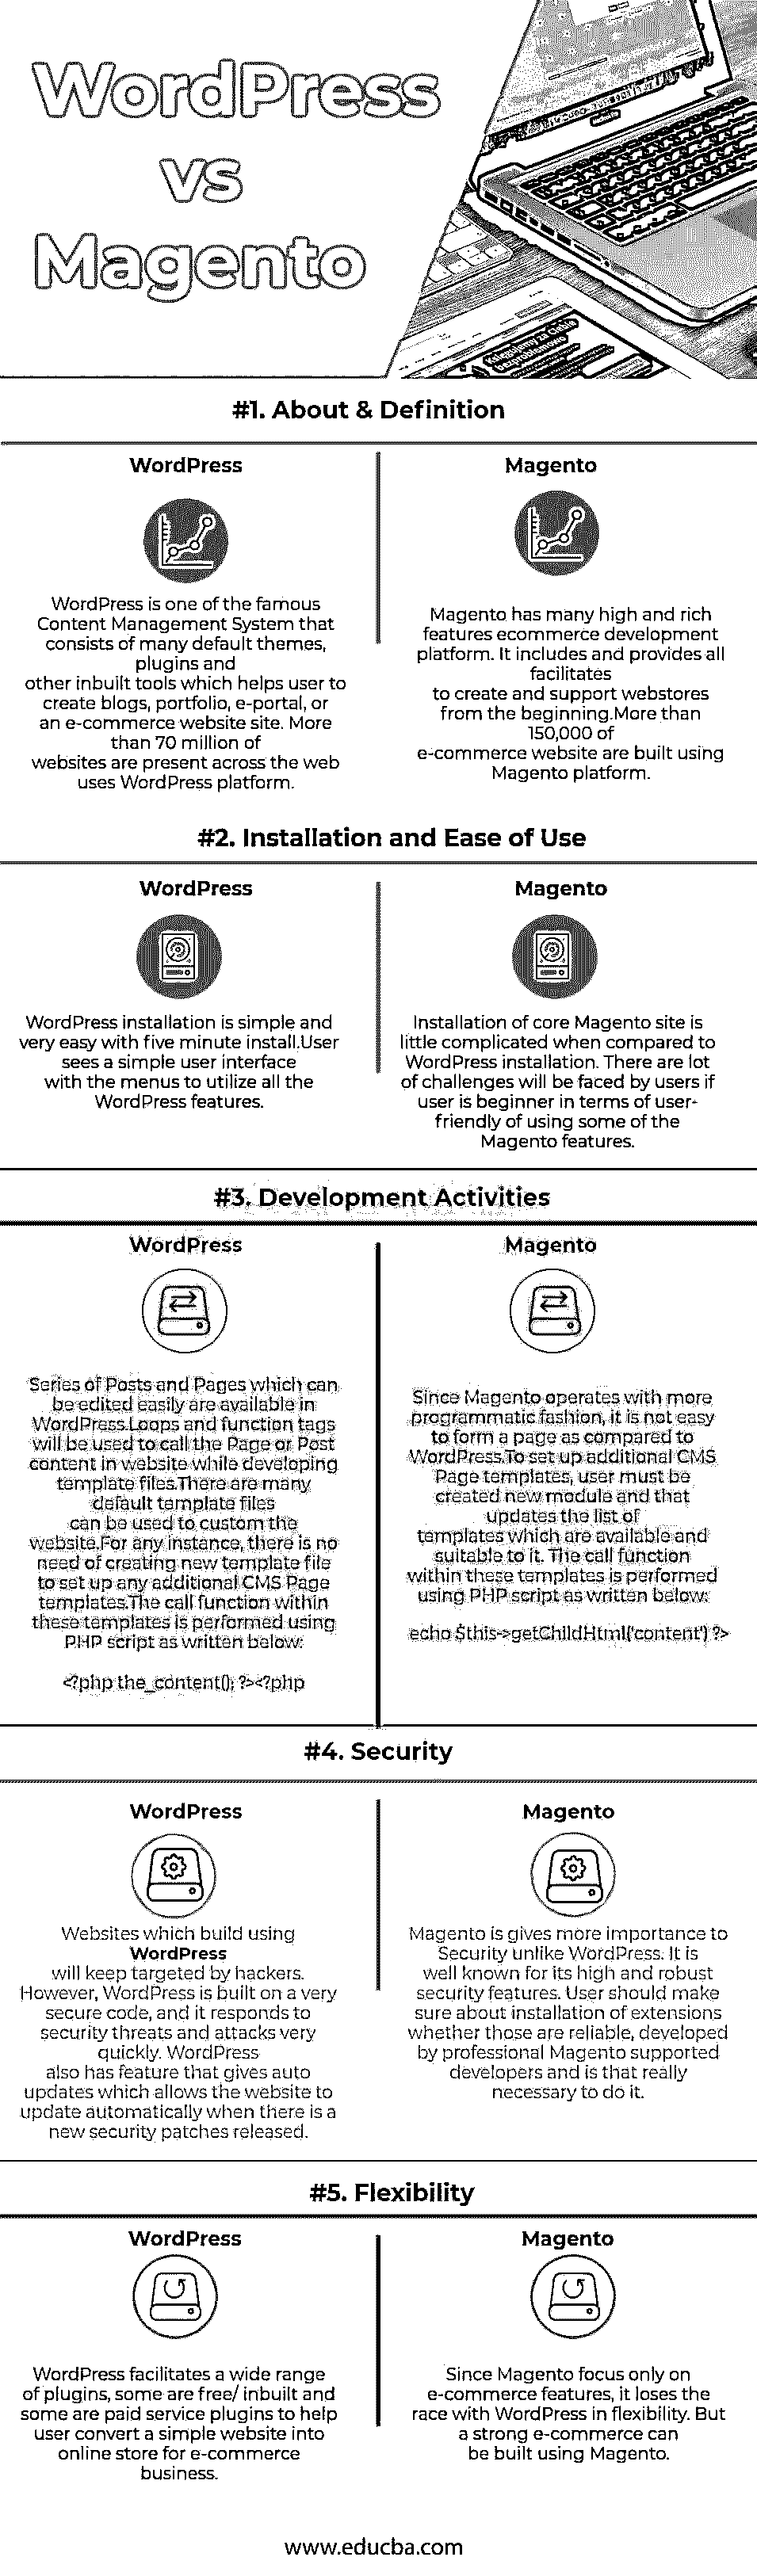 WordPress
vs
Magento
#1. About & Definition
WordPress
WordPress is one of the famous
Content Management System that
consists of many default themes,
plugins and
other inbuilt tools which helps user to
create blogs, portfolio, e-portal, or
an e-commerce website site. More
than 70 million of
websites are present across the web
uses WordPress platform.
Magento
Magento has many high and rich
features ecommerce development
platform. It includes and provides all
facilitates
to create and support webstores
from the beginning.More than
150,000 of
e-commerce website are built using
Magento platform.
#2. Installation and Ease of Use
WordPress
WordPress installation is simple and
very easy with five minute install.User
sees a simple user interface
with the menus to utilize all the
WordPress features.
Magento
Installation of core Magento site is
little complicated when compared to
WordPress installation. There are lot
of challenges will be faced by users if
user is beginner in terms of user-
friendly of using some of the
Magento features.
#3. Development Activities
WordPress
Series of Posts and Pages which can
be edited easily are available in
WordPress.Loops and function tags
will be used to call the Page or Post
content in website while developing
template files.There are many
default template files
can be used to custom the
website.For any instance, there is no
need of creating new template file
to set up any additional CMS Page
templates.The call function within
these templates is performed using
PHP script as written below:
<?php the_content(); ?><?php
Magento
Since Magento operates with more
programmatic fashion, it is not easy
to form a page as compared to
WordPress.To set up additional CMS
Page templates, user must be
created new module and that
updates the list of
templates which are available and
suitable to it. The call function
within these templates is performed
using PHP script as written below:
echo $this->getChildHtml('content') ?>
#4. Security
WordPress
Websites which build using
WordPress
will keep targeted by hackers.
However, WordPress is built on a very
secure code, and it responds to
security threats and attacks very
quickly. WordPress
also has feature that gives auto
updates which allows the website to
update automatically when there is a
new security patches released.
Magento
Magento is gives more importance to
Security unlike WordPress. It is
well known for its high and robust
security features. User should make
sure about installation of extensions
whether those are reliable, developed
by professional Magento supported
developers and is that really
necessary to do it.
#5. Flexibility
WordPress
WordPress facilitates a wide range
of plugins, some are free/ inbuilt and
some are paid service plugins to help
user convert a simple website into
online store for e-commerce
business.
Magento
Since Magento focus only on
e-commerce features, it loses the
race with WordPress in flexibility. But
a strong e-commerce can
be built using Magento.
www.educba.com